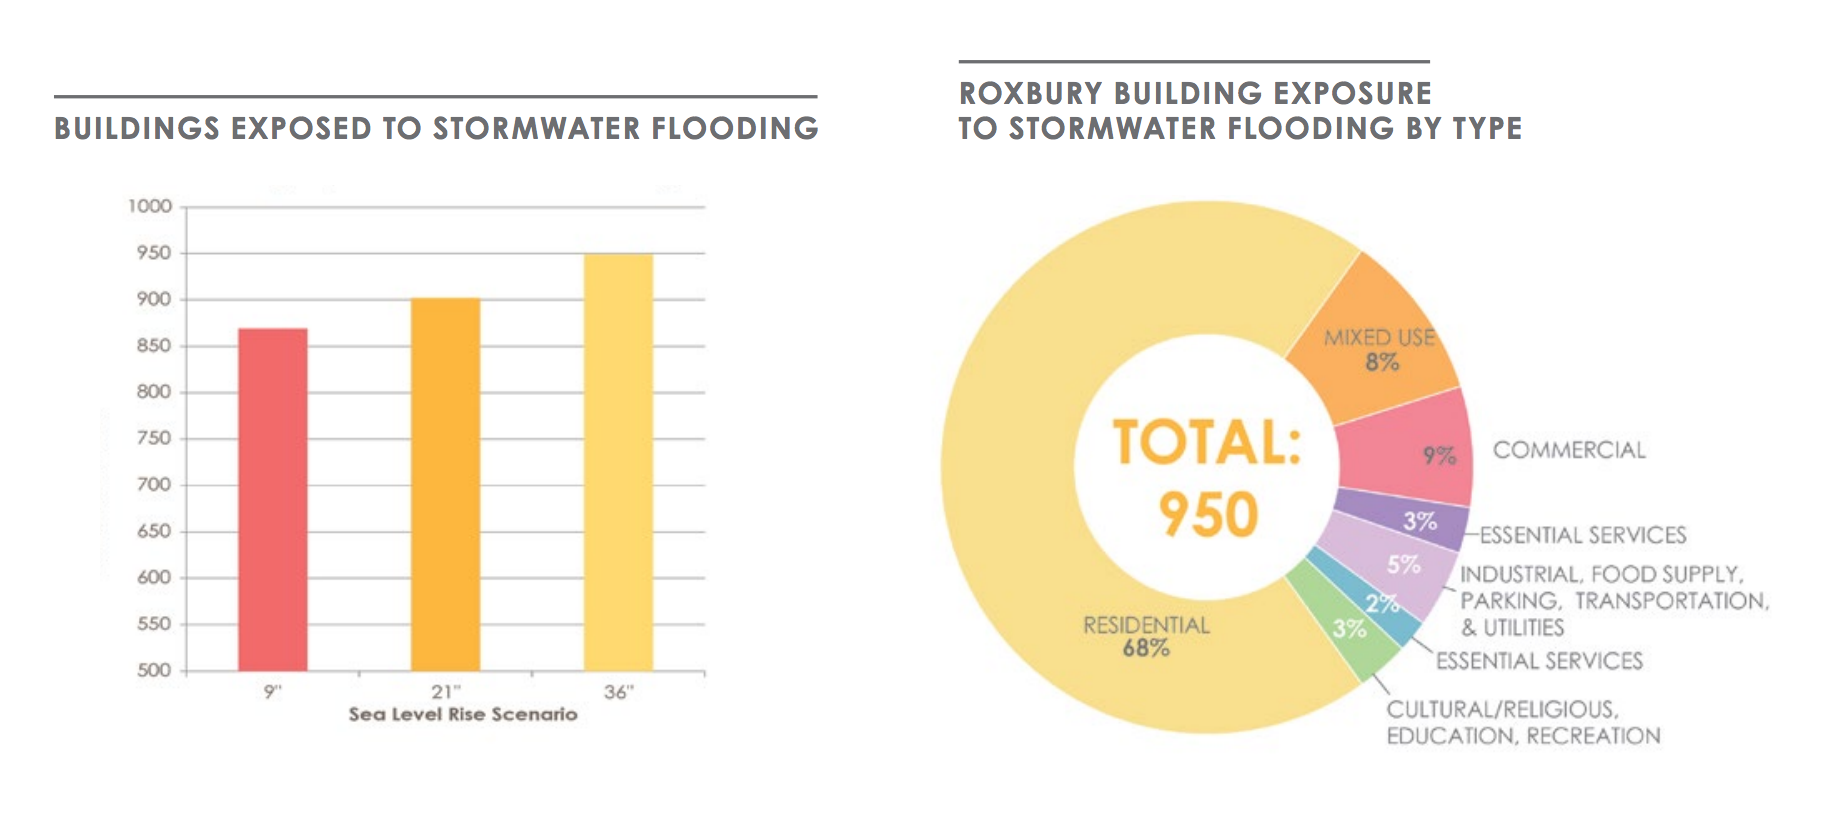 BUILDINGS EXPOSED TO STORMWATER FLOODING
1000
950
900
850
800
750
700
650
600
550
500
9"
21"
36"
Sea Level Rise Scenario
ROXBURY BUILDING EXPOSURE
TO STORMWATER FLOODING BY TYPE
MIXED USE
8%
9%
COMMERCIAL
3%
ESSENTIAL SERVICES
5%
INDUSTRIAL, FOOD SUPPLY,
PARKING, TRANSPORTATION,
& UTILITIES
2%
ESSENTIAL SERVICES
3%
CULTURAL/RELIGIOUS,
EDUCATION, RECREATION
RESIDENTIAL
68%
TOTAL:
950